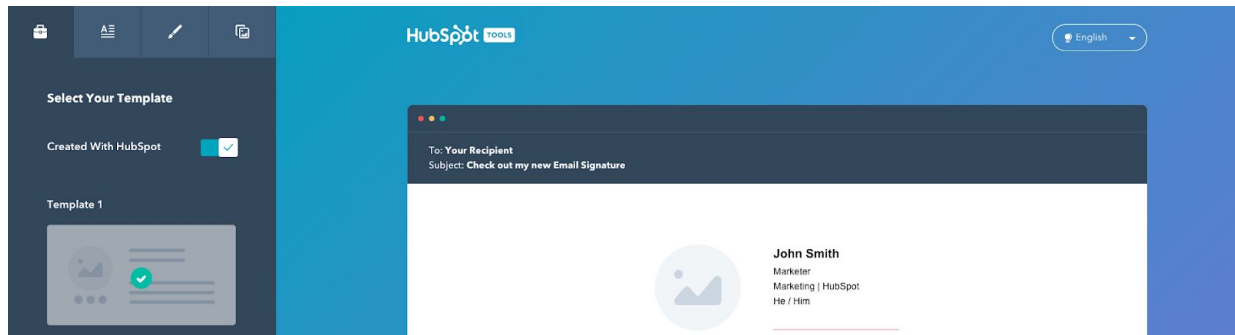 HubSpot TOOLS
English
Select Your Template
Created With HubSpot
Template 1
To: Your Recipient
Subject: Check out my new Email Signature
John Smith
Marketer
Marketing | HubSpot
He / Him